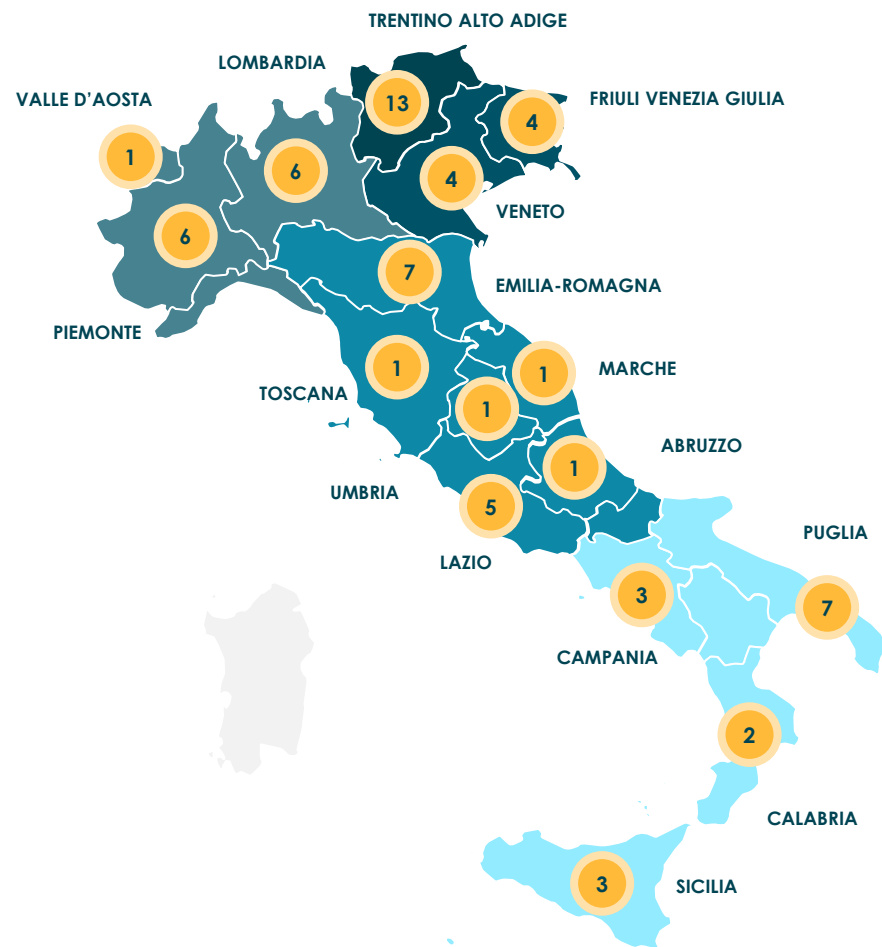 TRENTINO ALTO ADIGE
LOMBARDIA
VALLE D'AOSTA
FRIULI VENEZIA GIULIA
13
4
1
6
4
VENETO
6
7
EMILIA-ROMAGNA
PIEMONTE
1
1
MARCHE
TOSCANA
1
ABRUZZO
1
UMBRIA
5
PUGLIA
LAZIO
3
7
CAMPANIA
2
CALABRIA
3
SICILIA